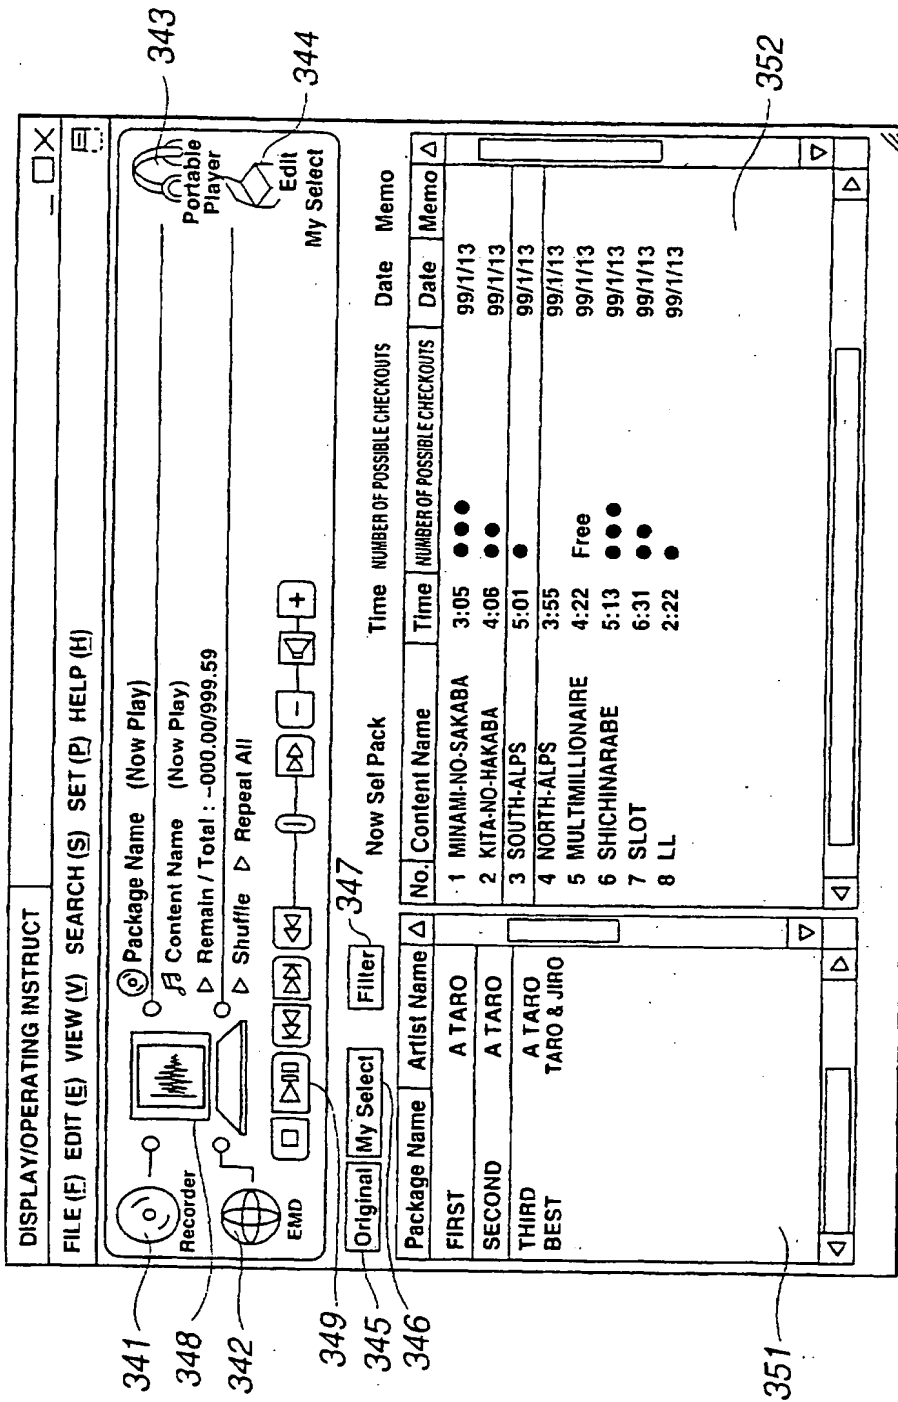 DISPLAY/OPERATING INSTRUCT
FILE (F) EDIT (E) VIEW (V) SEARCH (S) SET (P) HELP (H)
Recorder
EMD
Package Name (Now Play)
Content Name (Now Play)
Remain / Total : -000.00/999.59
Shuffle Repeat All
Portable
Player
Edit
My Select
- +
Original My Select Filter
Now Sel Pack Time NUMBER OF POSSIBLE CHECKOUTS Date Memo
Package Name Artist Name
FIRST A TARO
SECOND A TARO
THIRD A TARO
BEST TARO & JIRO
No. Content Name Time NUMBER OF POSSIBLE CHECKOUTS Date Memo
1 MINAMI-NO-SAKABA 3:05 ●●● 99/1/13
2 KITA-NO-HAKABA 4:06 ●● 99/1/13
3 SOUTH-ALPS 5:01 ● 99/1/13
4 NORTH-ALPS 3:55 99/1/13
5 MULTIMILLIONAIRE 4:22 Free 99/1/13
6 SHICHINARABE 5:13 ●●● 99/1/13
7 SLOT 6:31 ●● 99/1/13
8 LL 2:22 ● 99/1/13
341
348
342
349
345
346
347
343
344
351
352